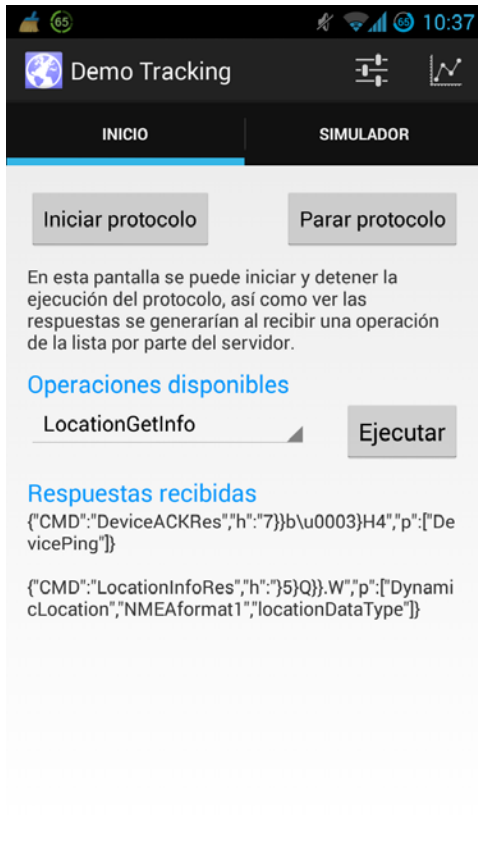 65 65 10:37
Demo Tracking
INICIO SIMULADOR
Iniciar protocolo Parar protocolo
En esta pantalla se puede iniciar y detener la
ejecución del protocolo, así como ver las
respuestas se generarían al recibir una operación
de la lista por parte del servidor.
Operaciones disponibles
LocationGetInfo Ejecutar
Respuestas recibidas
{"CMD":"DeviceACKRes","h":"7}}b\u0003}H4","p":["De
vicePing"]}
{"CMD":"LocationInfoRes","h":"}5}Q}}.W","p":["Dynami
cLocation","NMEAformat1","locationDataType"]}